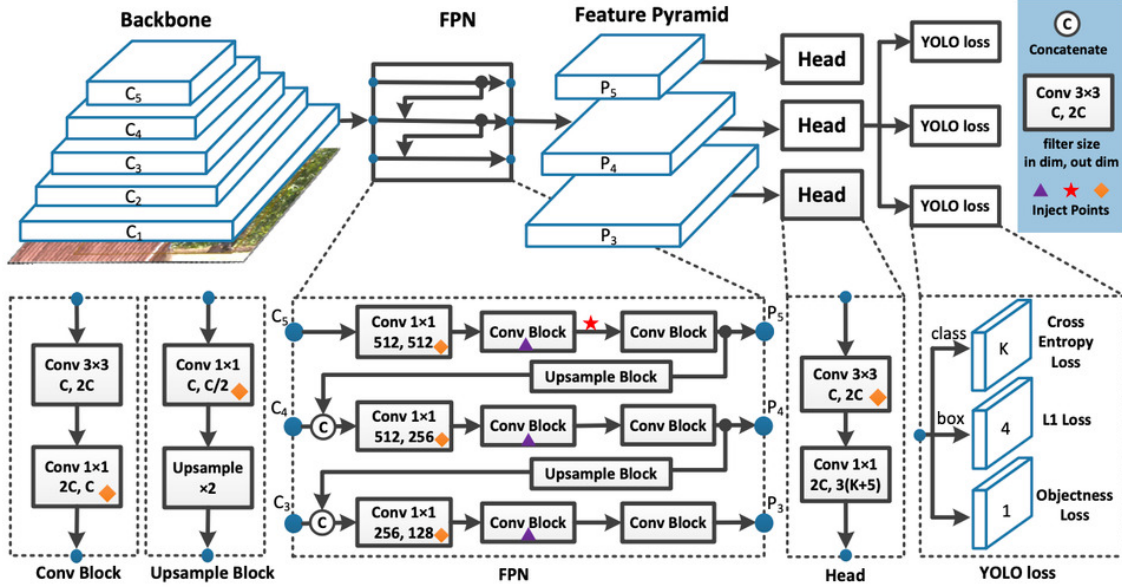 Backbone
FPN
Feature Pyramid
C5
C4
C3
C2
C1
P5
P4
P3
Head
Head
Head
YOLO loss
YOLO loss
YOLO loss
C
Concatenate
Conv 3×3
C, 2C
filter size
in dim, out dim
Inject Points
Conv 3×3
C, 2C
Conv 1×1
2C, C
Conv Block
Conv 1×1
C, C/2
Upsample
×2
Upsample Block
C5
Conv 1×1
512, 512
Conv Block
Conv Block
P5
Upsample Block
C4
C
Conv 1×1
512, 256
Conv Block
Conv Block
P4
Upsample Block
C3
C
Conv 1×1
256, 128
Conv Block
Conv Block
P3
FPN
Conv 3×3
C, 2C
Conv 1×1
2C, 3(K+5)
Head
class
K
Cross
Entropy
Loss
box
4
L1 Loss
1
Objectness
Loss
YOLO loss